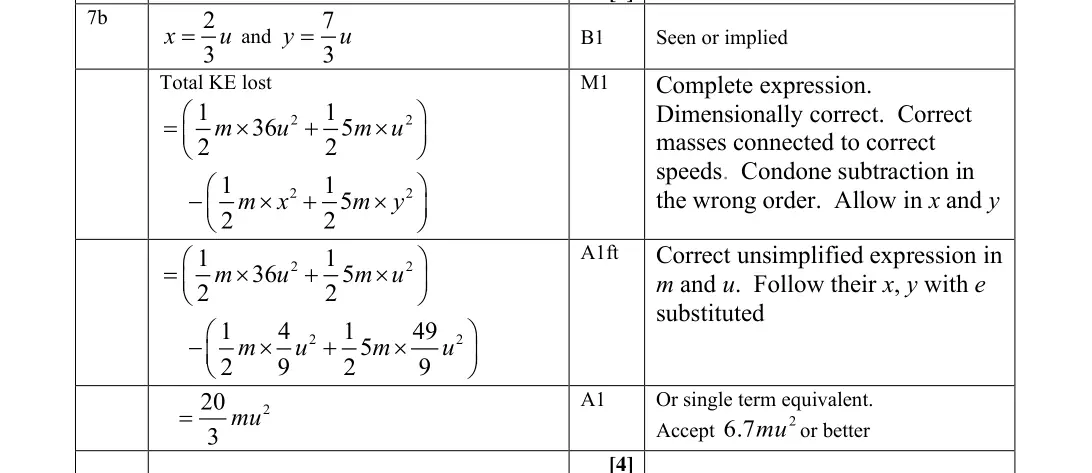 7b
x = 2/3 u and y = 7/3 u
B1
Seen or implied
Total KE lost
= (1/2 m × 36u² + 1/2 5m × u²)
− (1/2 m × x² + 1/2 5m × y²)
M1
Complete expression.
Dimensionally correct. Correct
masses connected to correct
speeds. Condone subtraction in
the wrong order. Allow in x and y
= (1/2 m × 36u² + 1/2 5m × u²)
− (1/2 m × 4/9 u² + 1/2 5m × 49/9 u²)
A1ft
Correct unsimplified expression in
m and u. Follow their x, y with e
substituted
= 20/3 mu²
A1
Or single term equivalent.
Accept 6.7mu² or better
[4]